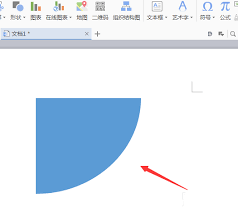 形状 图表 在线图表 地图 二维码 组织结构图 文本框 艺术字 符号 公式
文档1 *